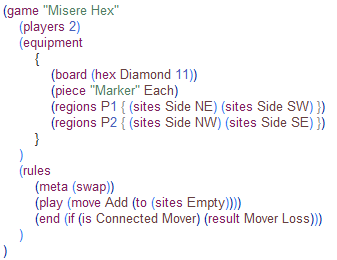 (game "Misere Hex"
(players 2)
(equipment
{
(board (hex Diamond 11))
(piece "Marker" Each)
(regions P1 { (sites Side NE) (sites Side SW) })
(regions P2 { (sites Side NW) (sites Side SE) })
}
)
(rules
(meta (swap))
(play (move Add (to (sites Empty))))
(end (if (is Connected Mover) (result Mover Loss)))
)
)